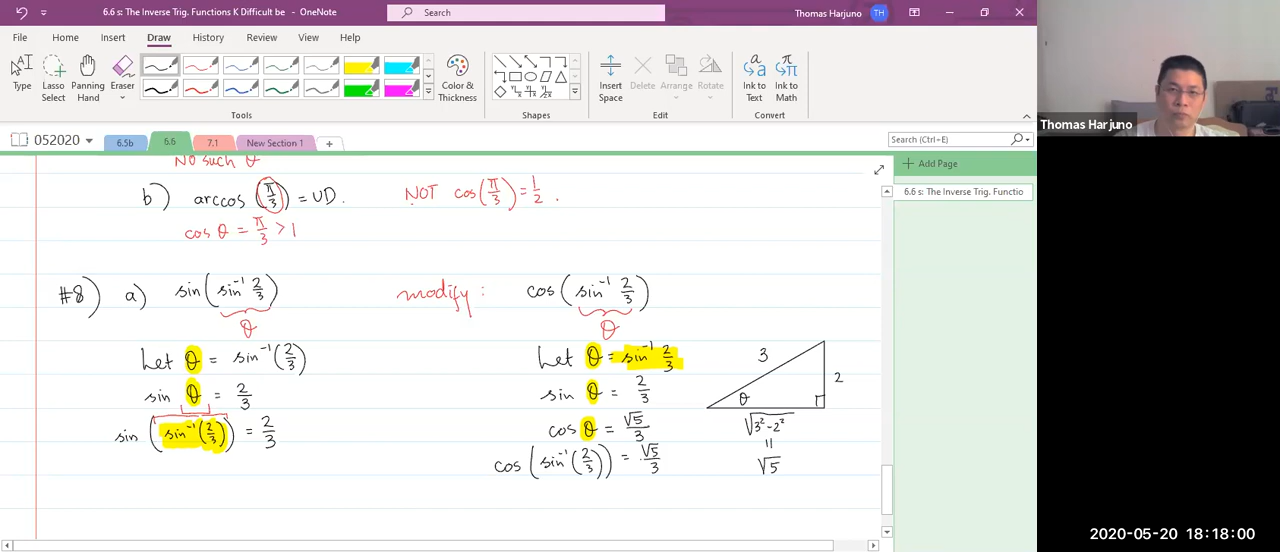 6.6 s: The Inverse Trig. Functions K Difficult be - OneNote
Search
Thomas Harjuno TH
File Home Insert Draw History Review View Help
Type
Lasso Select
Panning Hand
Eraser
Color & Thickness
Insert Space
Delete
Arrange
Rotate
Ink to Text
Ink to Math
Tools
Shapes
Edit
Convert
Thomas Harjuno
052020 6.5b 6.6 7.1 New Section 1 +
Search (Ctrl+E)
Add Page
6.6 s: The Inverse Trig. Functio
No such θ
b) arccos (π/3) = UD. NOT cos(π/3) = 1/2.
cos θ = π/3 > 1
#8) a) sin(sin⁻¹ 2/3) modify: cos(sin⁻¹ 2/3)
θ θ
Let θ = sin⁻¹(2/3) Let θ = sin⁻¹ 2/3
sin θ = 2/3 sin θ = 2/3
sin(sin⁻¹(2/3)) = 2/3 cos θ = √5/3
cos(sin⁻¹(2/3)) = √5/3
3
2
θ
√3²-2²
=
√5
2020-05-20 18:18:00